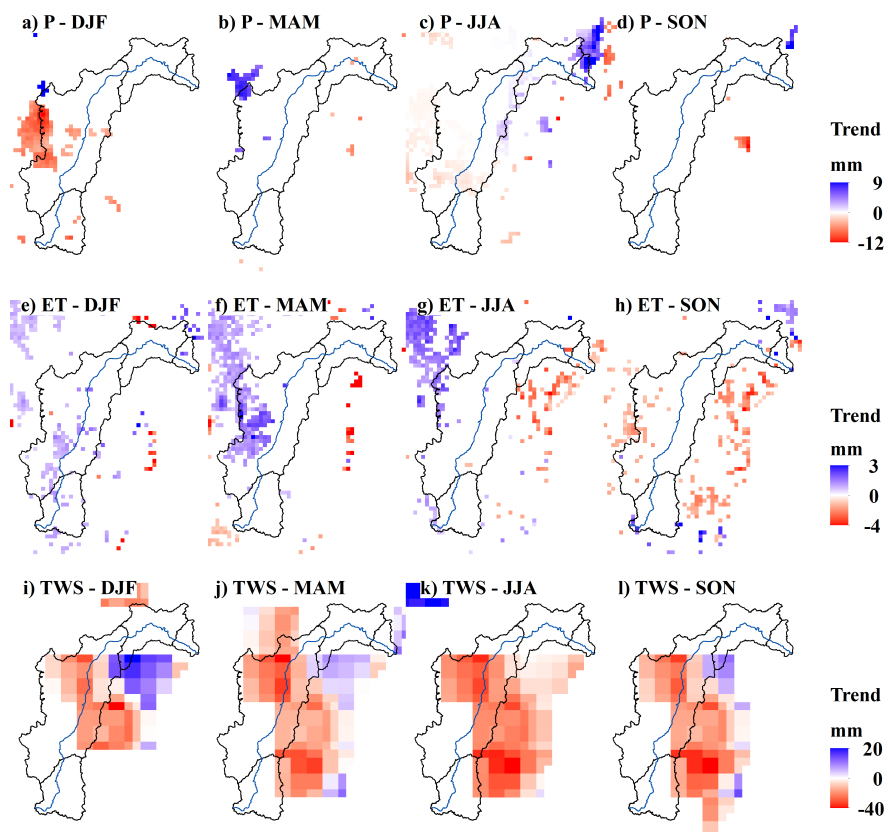 a) P - DJF
b) P - MAM
c) P - JJA
d) P - SON
Trend
mm
9
0
-12
e) ET - DJF
f) ET - MAM
g) ET - JJA
h) ET - SON
Trend
mm
3
0
-4
i) TWS - DJF
j) TWS - MAM
k) TWS - JJA
l) TWS - SON
Trend
mm
20
0
-40